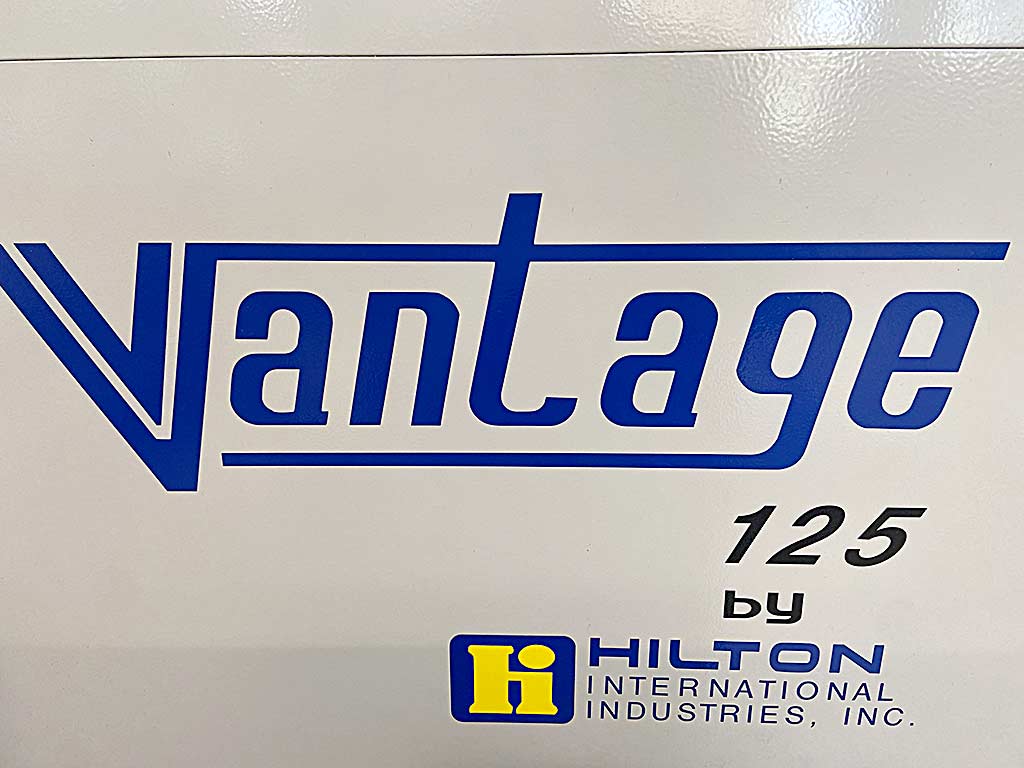 Vantage
125
by
Hi HILTON
INTERNATIONAL
INDUSTRIES, INC.